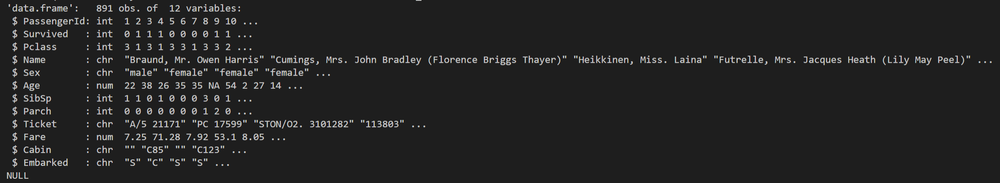 'data.frame':   891 obs. of  12 variables:
 $ PassengerId: int  1 2 3 4 5 6 7 8 9 10 ...
 $ Survived   : int  0 1 1 1 0 0 0 0 1 1 ...
 $ Pclass     : int  3 1 3 1 3 3 1 3 3 2 ...
 $ Name       : chr  "Braund, Mr. Owen Harris" "Cumings, Mrs. John Bradley (Florence Briggs Thayer)" "Heikkinen, Miss. Laina" "Futrelle, Mrs. Jacques Heath (Lily May Peel)" ...
 $ Sex        : chr  "male" "female" "female" "female" ...
 $ Age        : num  22 38 26 35 35 NA 54 2 27 14 ...
 $ SibSp      : int  1 1 0 1 0 0 0 3 0 1 ...
 $ Parch      : int  0 0 0 0 0 0 0 1 2 0 ...
 $ Ticket     : chr  "A/5 21171" "PC 17599" "STON/O2. 3101282" "113803" ...
 $ Fare       : num  7.25 71.28 7.92 53.1 8.05 ...
 $ Cabin      : chr  "" "C85" "" "C123" ...
 $ Embarked   : chr  "S" "C" "S" "S" ...
NULL